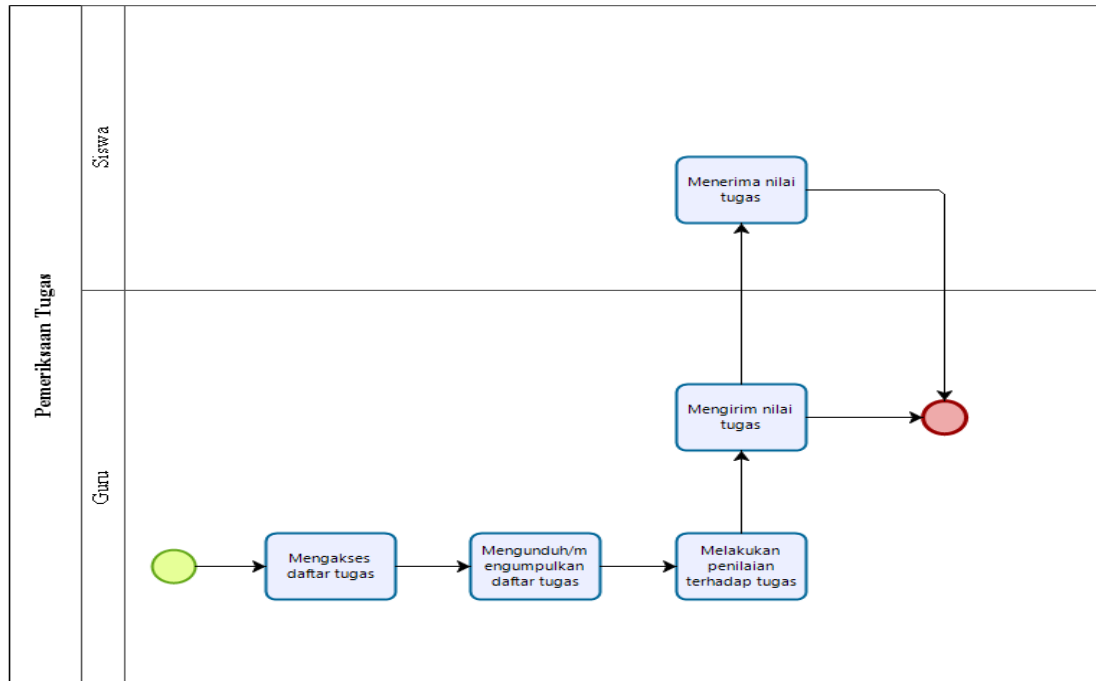 Pemeriksaan Tugas
Siswa
Menerima nilai
tugas
Guru
Mengirim nilai
tugas
Mengakses
daftar tugas
Mengunduh/m
engumpulkan
daftar tugas
Melakukan
penilaian
terhadap tugas